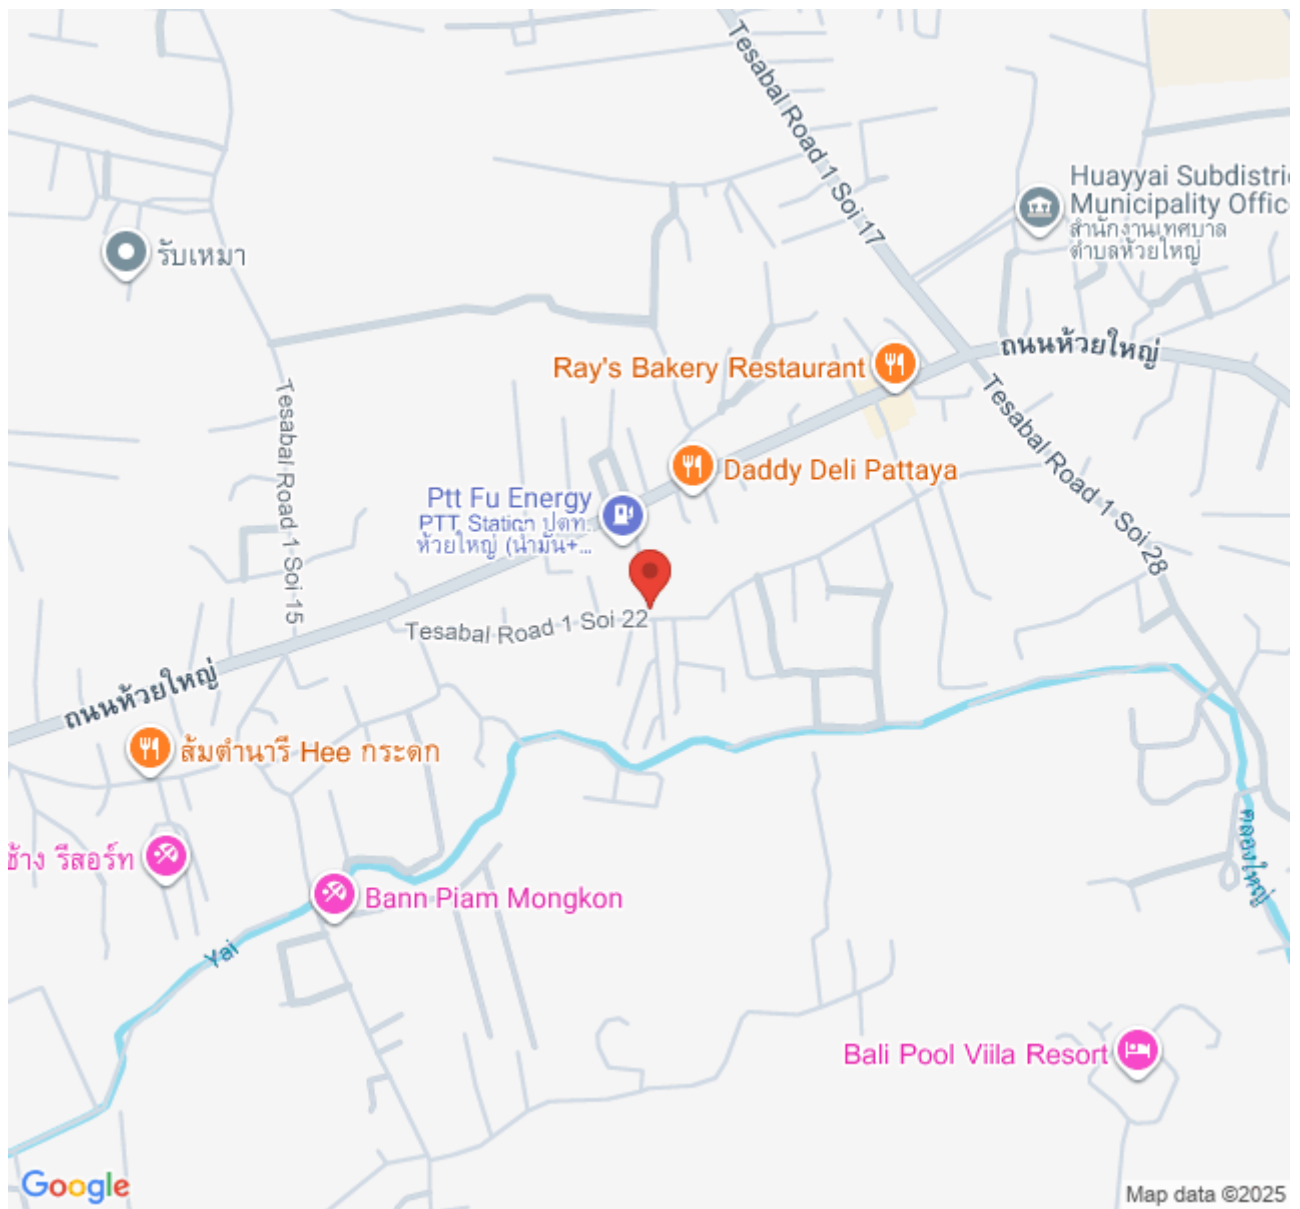 Tesabal Road 1 Soi 17
Huayyai Subdistric
Municipality Office
สำนักงานเทศบาล
ตำบลห้วยใหญ่
รับเหมา
ถนนห้วยใหญ่
Ray's Bakery Restaurant
Tesabal Road 1 Soi 15
Tesabal Road 1 Soi 28
Daddy Deli Pattaya
Ptt Fu Energy
PTT Station ปตท.
ห้วยใหญ่ (น้ำมัน+...
Tesabal Road 1 Soi 22
ถนนห้วยใหญ่
ส้มตำนารี Hee กระดก
ช้าง รีสอร์ท
คลองใหญ่
Bann Piam Mongkon
Yai
Bali Pool Viila Resort
Google
Map data ©2025